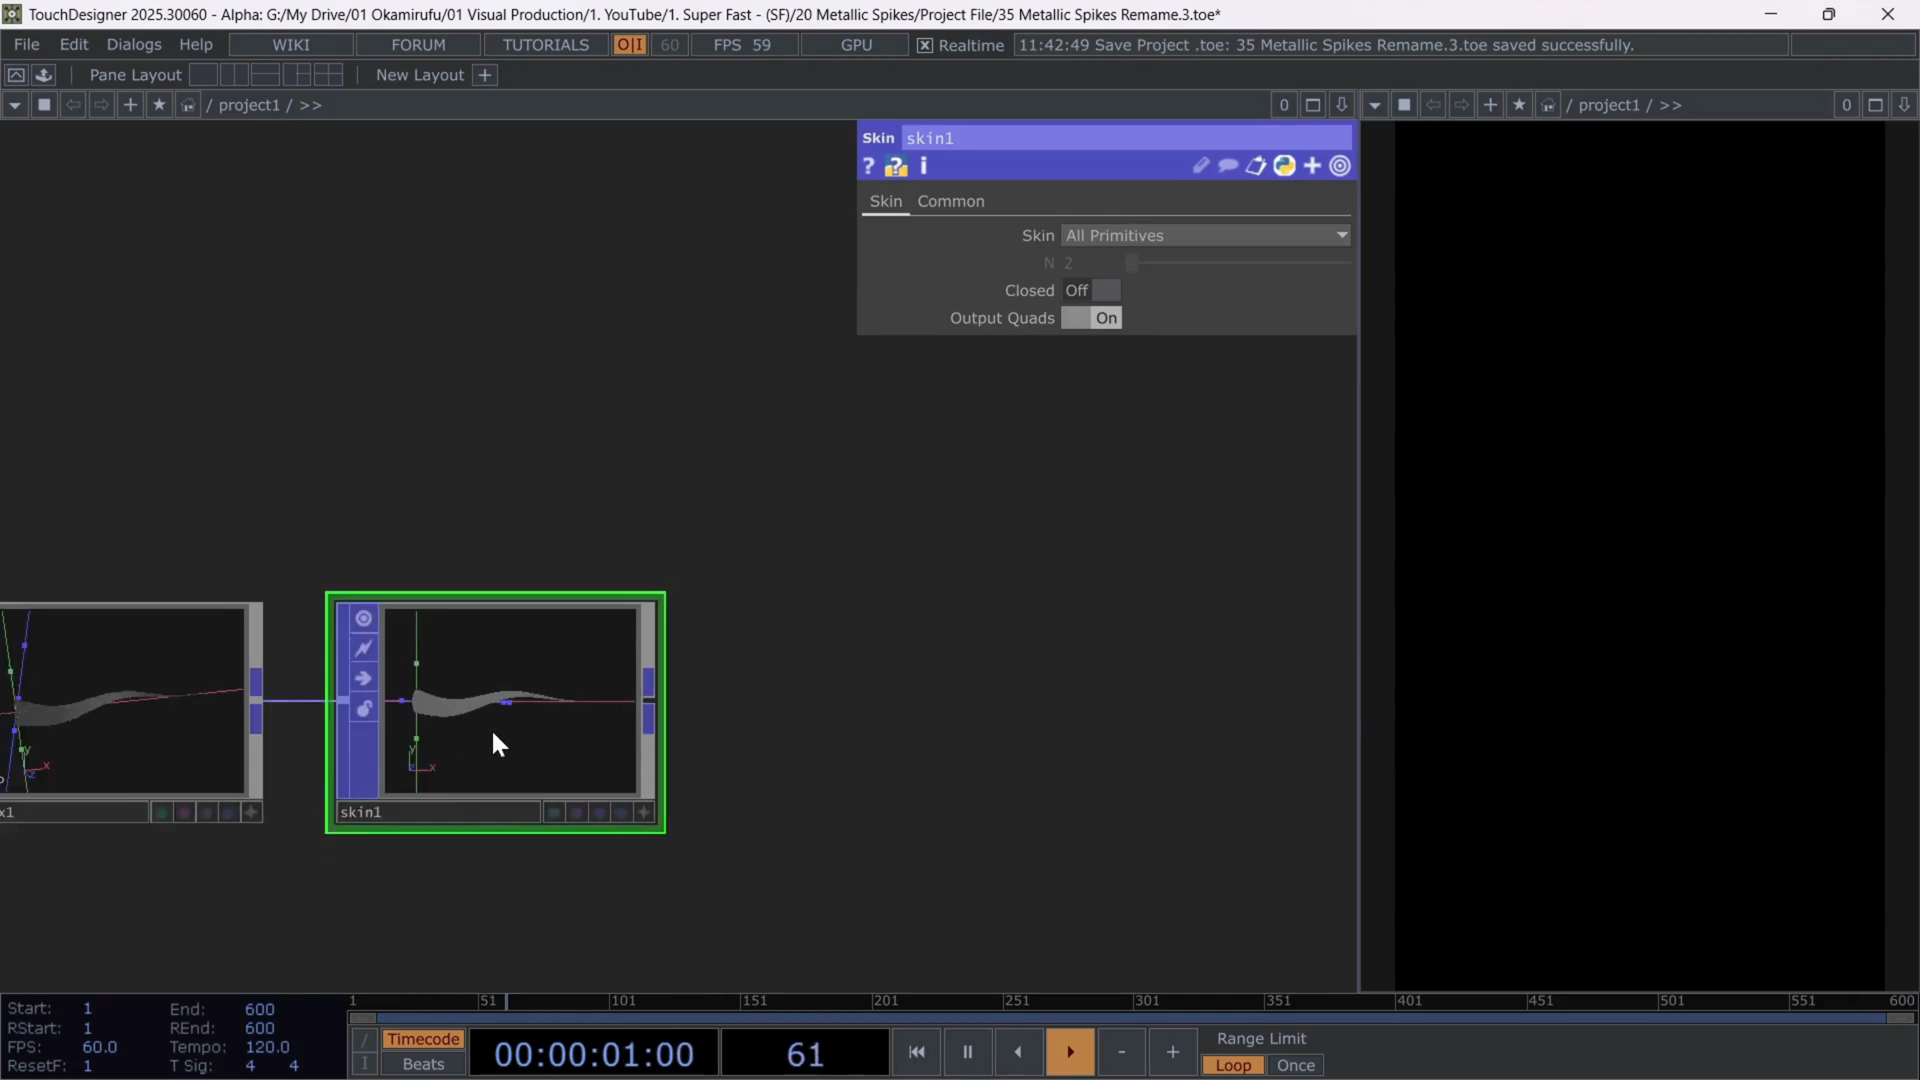 TouchDesigner 2025.30060 - Alpha: G:/My Drive/01 Okamirufu/01 Visual Production/1. YouTube/1. Super Fast - (SF)/20 Metallic Spikes/Project File/35 Metallic Spikes Remame.3.toe*
File Edit Dialogs Help WIKI FORUM TUTORIALS O|I 60 FPS 59 GPU Realtime 11:42:49 Save Project .toe: 35 Metallic Spikes Remame.3.toe saved successfully.
Pane Layout New Layout +
/ project1 / >> 0 / project1 / >> 0
Skin skin1
? ? i
Skin Common
Skin All Primitives
N 2
Closed Off
Output Quads On
y x
y x
x1 skin1
Start: 1 End: 600
RStart: 1 REnd: 600
FPS: 60.0 Tempo: 120.0
ResetF: 1 T Sig: 4 4
1 51 101 151 201 251 301 351 401 451 501 551 600
/ Timecode 00:00:01:00 61 - + Range Limit
I Beats Loop Once